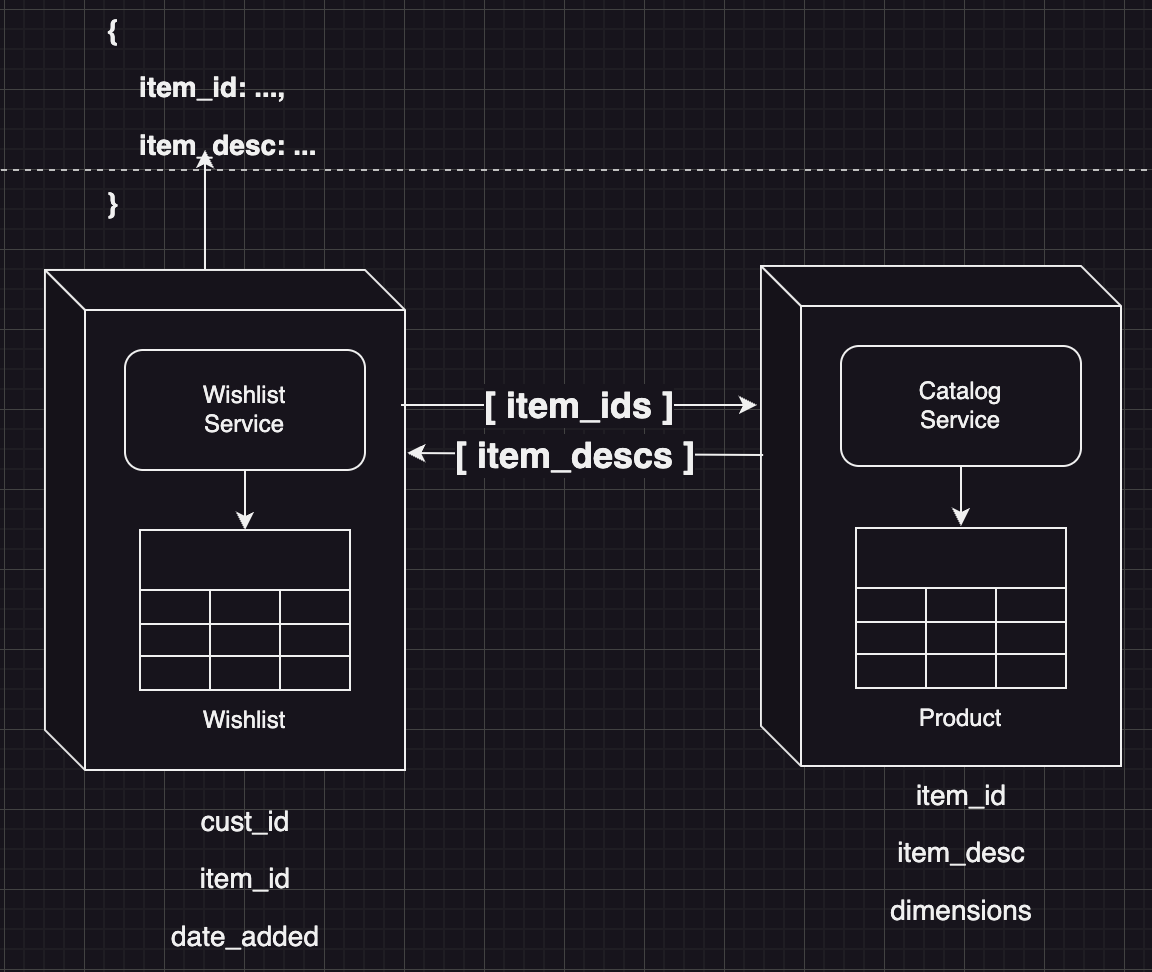 {
item_id: ...,
item_desc: ...
}
Wishlist
Service
[ item_ids ]
[ item_descs ]
Catalog
Service
Wishlist
Product
cust_id
item_id
date_added
item_id
item_desc
dimensions